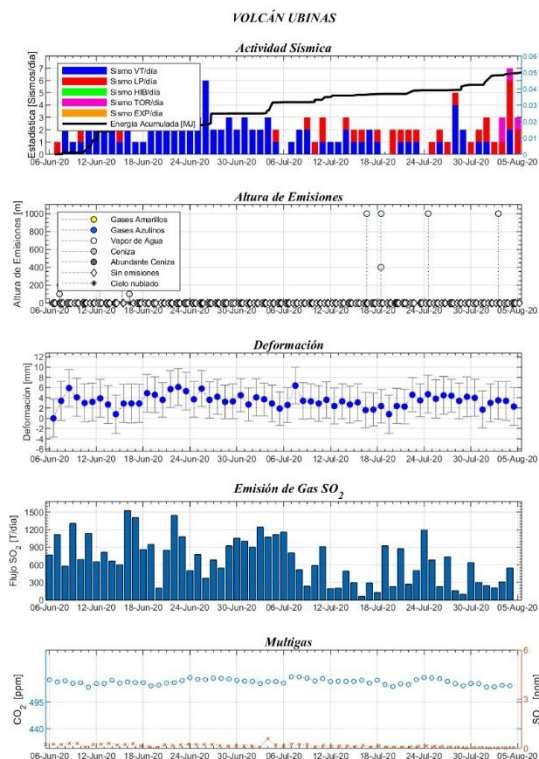 VOLCÁN UBINAS
Actividad Sísmica
Estadística [Sismos/día]
7
6
5
4
3
2
1
0
Sismo VT/día
Sismo LP/día
Sismo HIB/día
Sismo TOR/día
Sismo EXP/día
Energía Acumulada [MJ]
0.06
0.05
0.04
0.03
0.02
0.01
0
06-Jun-20 12-Jun-20 18-Jun-20 24-Jun-20 30-Jun-20 06-Jul-20 12-Jul-20 18-Jul-20 24-Jul-20 30-Jul-20 05-Aug-20
Altura de Emisiones
Altura de Emisiones [m]
1000
800
600
400
200
0
Gases Amarillos
Gases Azulinos
Vapor de Agua
Ceniza
Abundante Ceniza
Sin emisiones
Cielo nublado
06-Jun-20 12-Jun-20 18-Jun-20 24-Jun-20 30-Jun-20 06-Jul-20 12-Jul-20 18-Jul-20 24-Jul-20 30-Jul-20 05-Aug-20
Deformación
Deformación [mm]
12
10
8
6
4
2
0
-2
-4
-6
06-Jun-20 12-Jun-20 18-Jun-20 24-Jun-20 30-Jun-20 06-Jul-20 12-Jul-20 18-Jul-20 24-Jul-20 30-Jul-20 05-Aug-20
Emisión de Gas SO2
Flujo SO2 [T/día]
1500
1200
900
600
300
0
06-Jun-20 12-Jun-20 18-Jun-20 24-Jun-20 30-Jun-20 06-Jul-20 12-Jul-20 18-Jul-20 24-Jul-20 30-Jul-20 05-Aug-20
Multigas
CO2 [ppm]
495
440
6
4
2
0
[ppm]
06-Jun-20 12-Jun-20 18-Jun-20 24-Jun-20 30-Jun-20 06-Jul-20 12-Jul-20 18-Jul-20 24-Jul-20 30-Jul-20 05-Aug-20